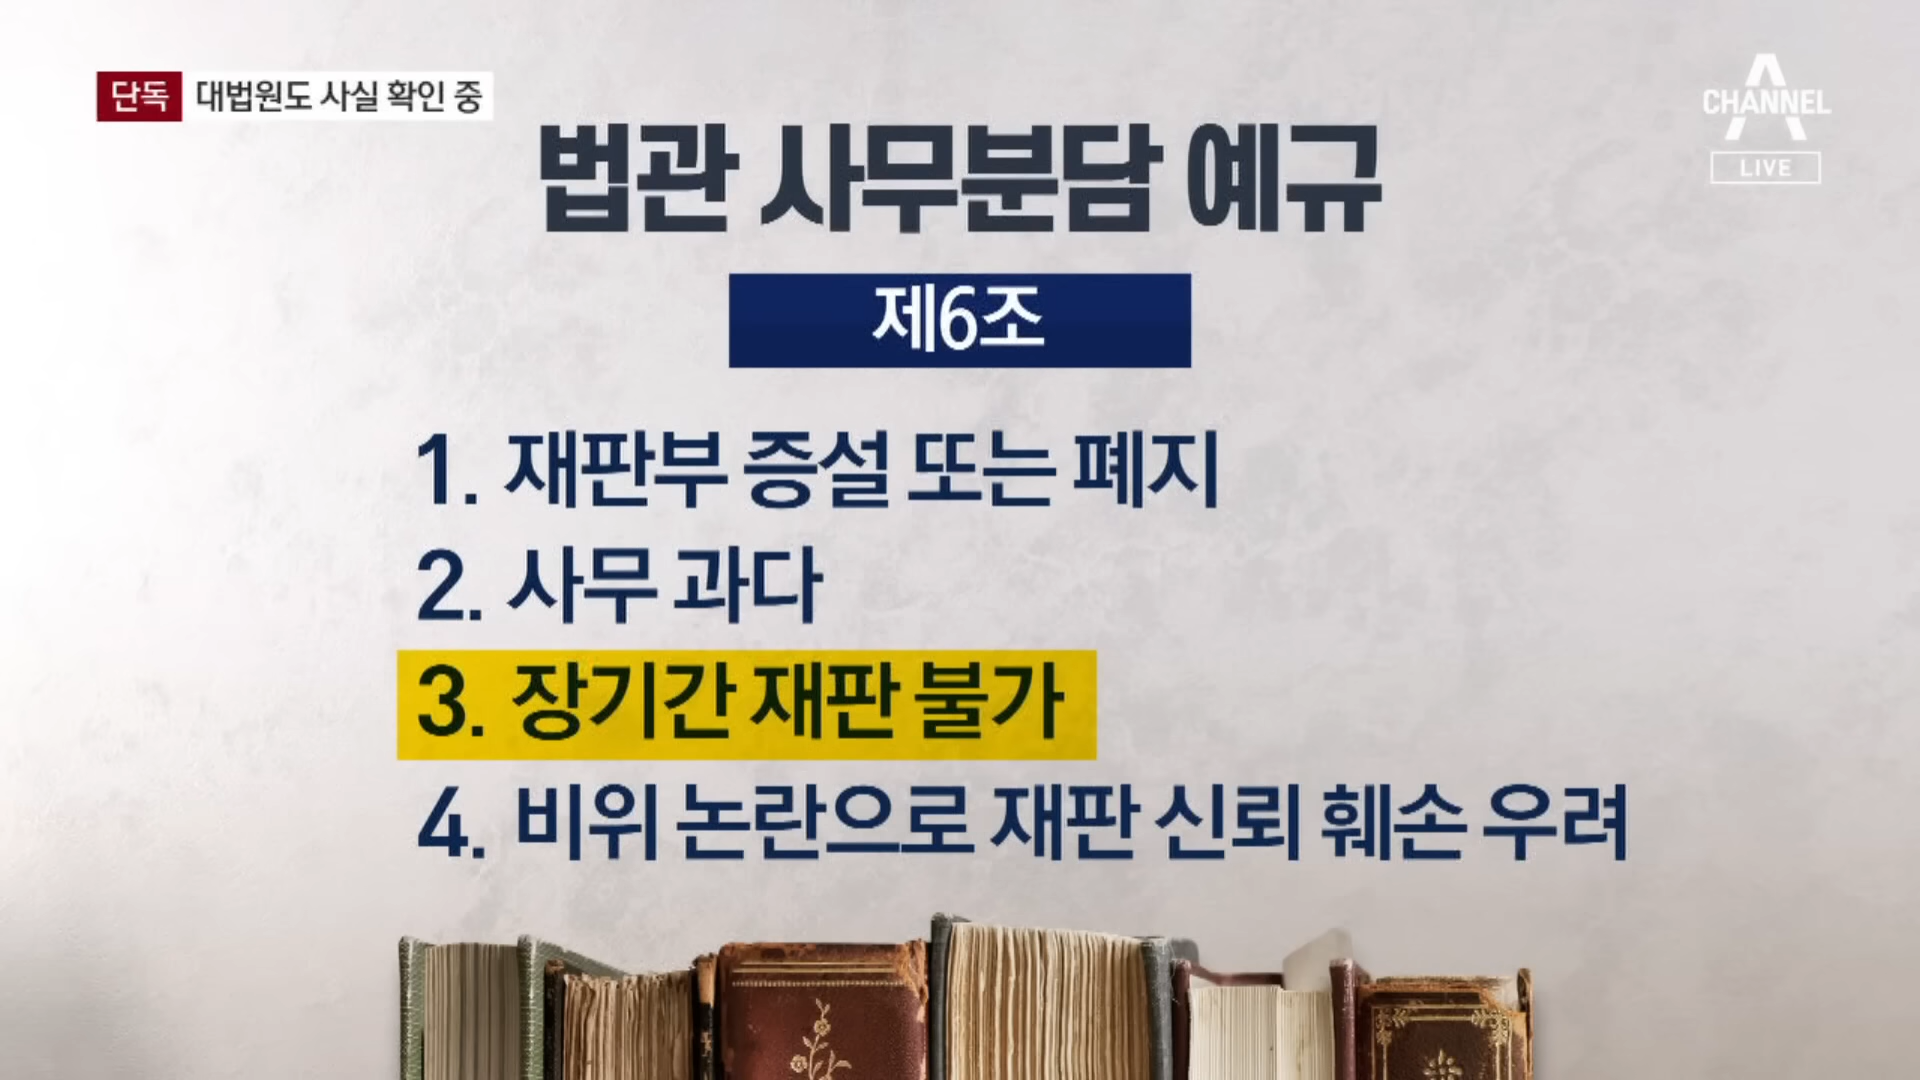 단독 대법원도 사실 확인 중
CHANNEL A
LIVE
법관 사무분담 예규
제6조
1. 재판부 증설 또는 폐지
2. 사무 과다
3. 장기간 재판 불가
4. 비위 논란으로 재판 신뢰 훼손 우려